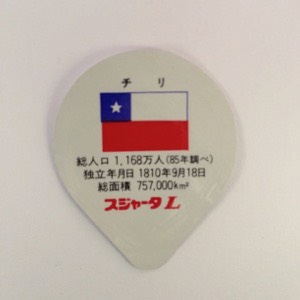 チリ
総人口 1,168万人(85年調べ)
独立年月日 1810年9月18日
総面積 757,000km²
スジャータ L